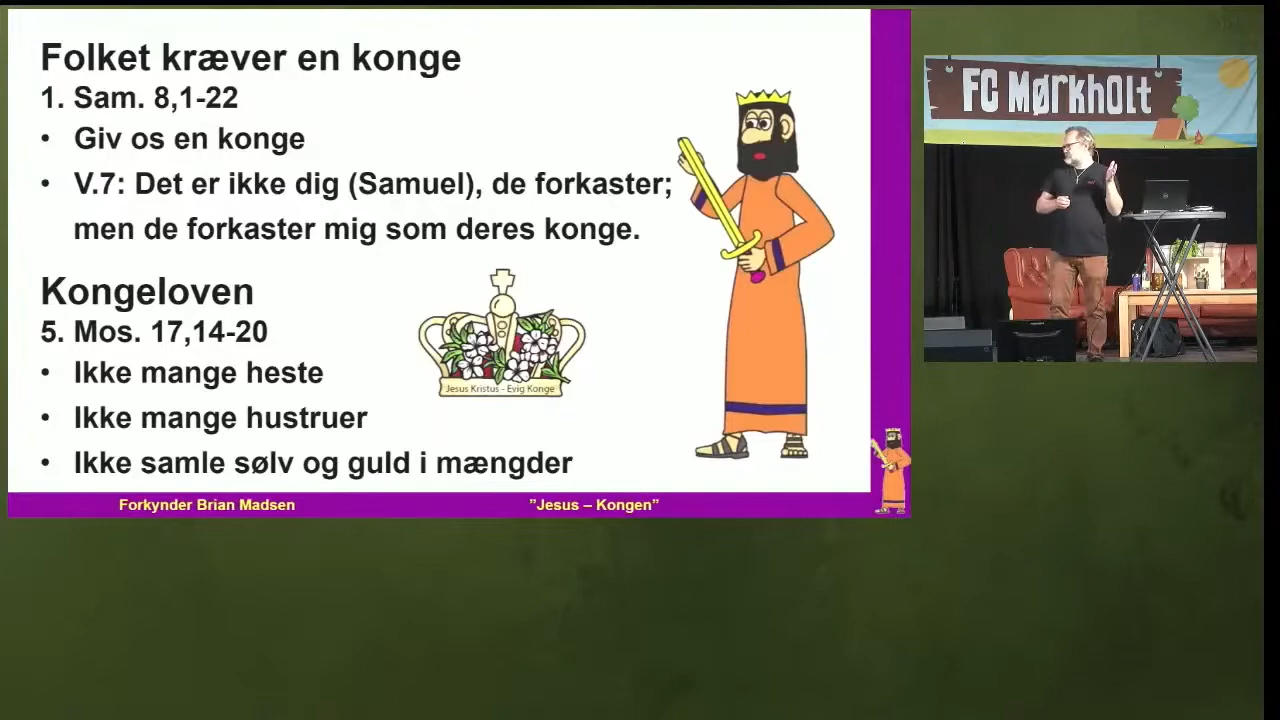 Folket kræver en konge
1. Sam. 8,1-22
• Giv os en konge
• V.7: Det er ikke dig (Samuel), de forkaster;
men de forkaster mig som deres konge.
Kongeloven
5. Mos. 17,14-20
• Ikke mange heste
• Ikke mange hustruer
• Ikke samle sølv og guld i mængder
Jesus Kristus - Evig Konge
Forkynder Brian Madsen
”Jesus – Kongen”
FC Mørkholt